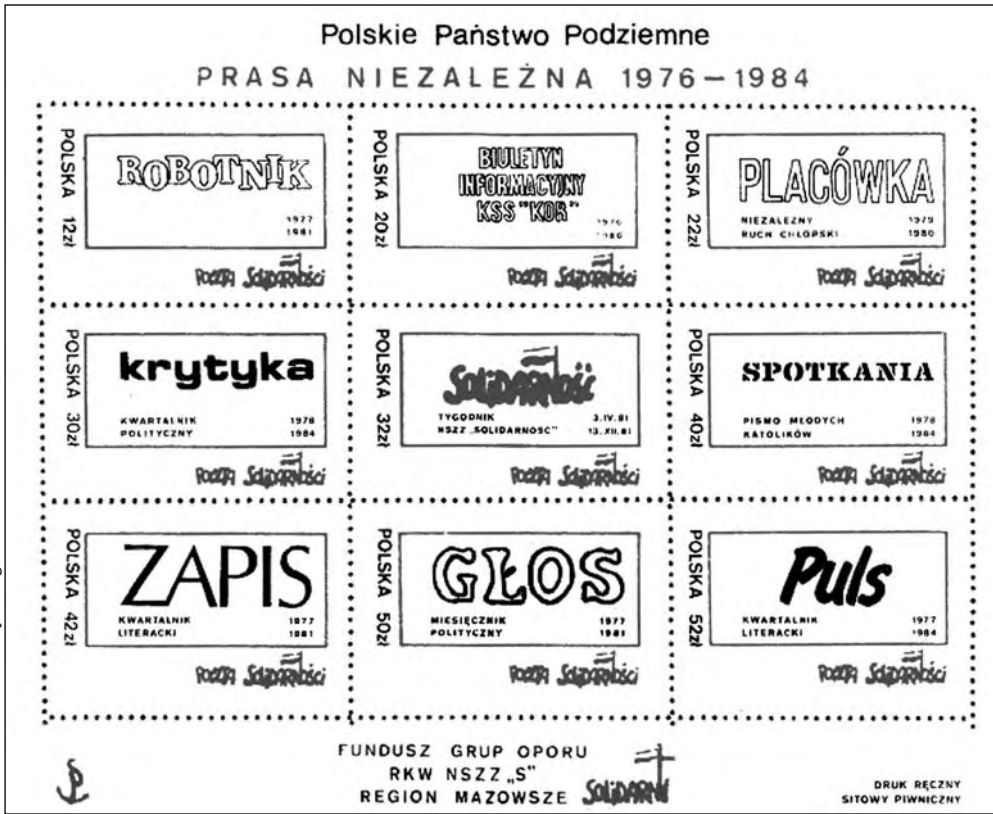 Polskie Państwo Podziemne
PRASA NIEZALEŻNA 1976-1984
POLSKA 12zł
ROBOTNIK
1977
1981
Poczta Solidarności
POLSKA 20zł
BIULETYN
INFORMACYJNY
KSS "KOR"
1976
1980
Poczta Solidarności
POLSKA 22zł
PLACÓWKA
NIEZALEŻNY 1979
RUCH CHŁOPSKI 1980
Poczta Solidarności
POLSKA 30zł
krytyka
KWARTALNIK 1978
POLITYCZNY 1984
Poczta Solidarności
POLSKA 32zł
SOLIDARNOŚĆ
TYGODNIK 3.IV.81
NSZZ „SOLIDARNOŚĆ" 13.XII.81
Poczta Solidarności
POLSKA 40zł
SPOTKANIA
PISMO MŁODYCH 1978
KATOLIKÓW 1984
Poczta Solidarności
POLSKA 42zł
ZAPIS
KWARTALNIK 1977
LITERACKI 1981
Poczta Solidarności
POLSKA 50zł
GŁOS
MIESIĘCZNIK 1977
POLITYCZNY 1981
Poczta Solidarności
POLSKA 52zł
Puls
KWARTALNIK 1977
LITERACKI 1984
Poczta Solidarności
FUNDUSZ GRUP OPORU
RKW NSZZ „S"
REGION MAZOWSZE SOLIDARNI
DRUK RĘCZNY
SITOWY PIWNICZNY